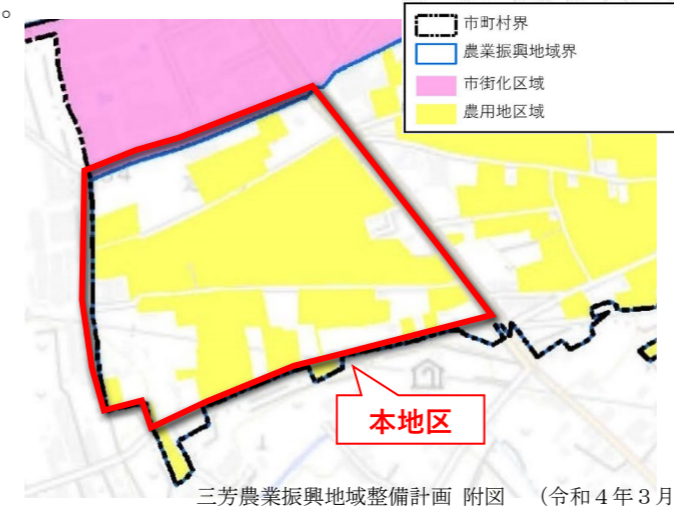 。
市町村界
農業振興地域界
市街化区域
農用地区域
本地区
三芳農業振興地域整備計画 附図 （令和４年３月